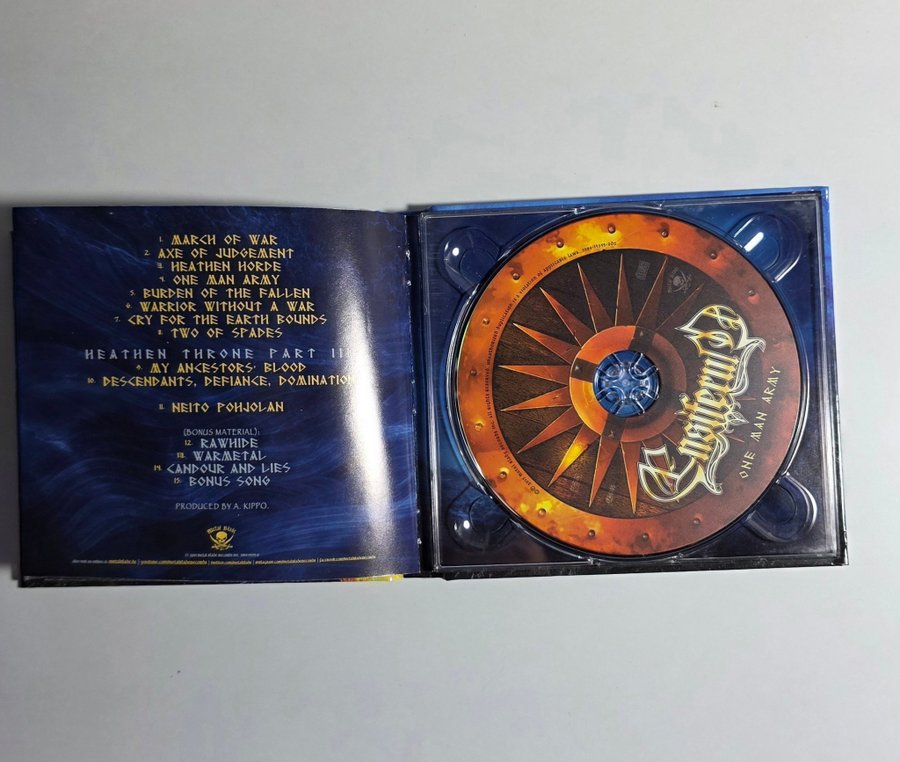 1. MARCH OF WAR
2. AXE OF JUDGEMENT
3. HEATHEN HORDE
4. ONE MAN ARMY
5. BURDEN OF THE FALLEN
6. WARRIOR WITHOUT A WAR
7. CRY FOR THE EARTH BOUNDS
8. TWO OF SPADES
HEATHEN THRONE PART II
9. MY ANCESTORS' BLOOD
10. DESCENDANTS, DEFIANCE, DOMINATION
11. NEITO POHJOLAN
(BONUS MATERIAL):
12. RAWHIDE
13. WARMETAL
14. CANDOUR AND LIES
15. BONUS SONG
PRODUCED BY A. KIPPO.
Metal Blade
Ensiferum
ONE MAN ARMY